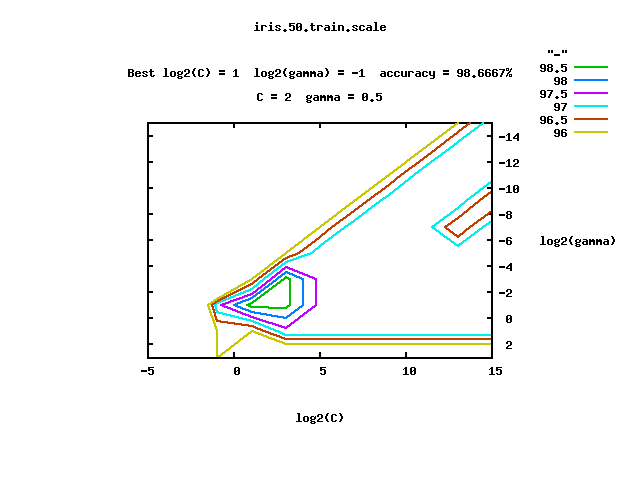 iris.50.train.scale
"-"
Best log2(C) = 1  log2(gamma) = -1  accuracy = 98.6667%
C = 2  gamma = 0.5
98.5
98
97.5
97
96.5
96
-14
-12
-10
-8
-6
-4
-2
0
2
log2(gamma)
-5 0 5 10 15
log2(C)